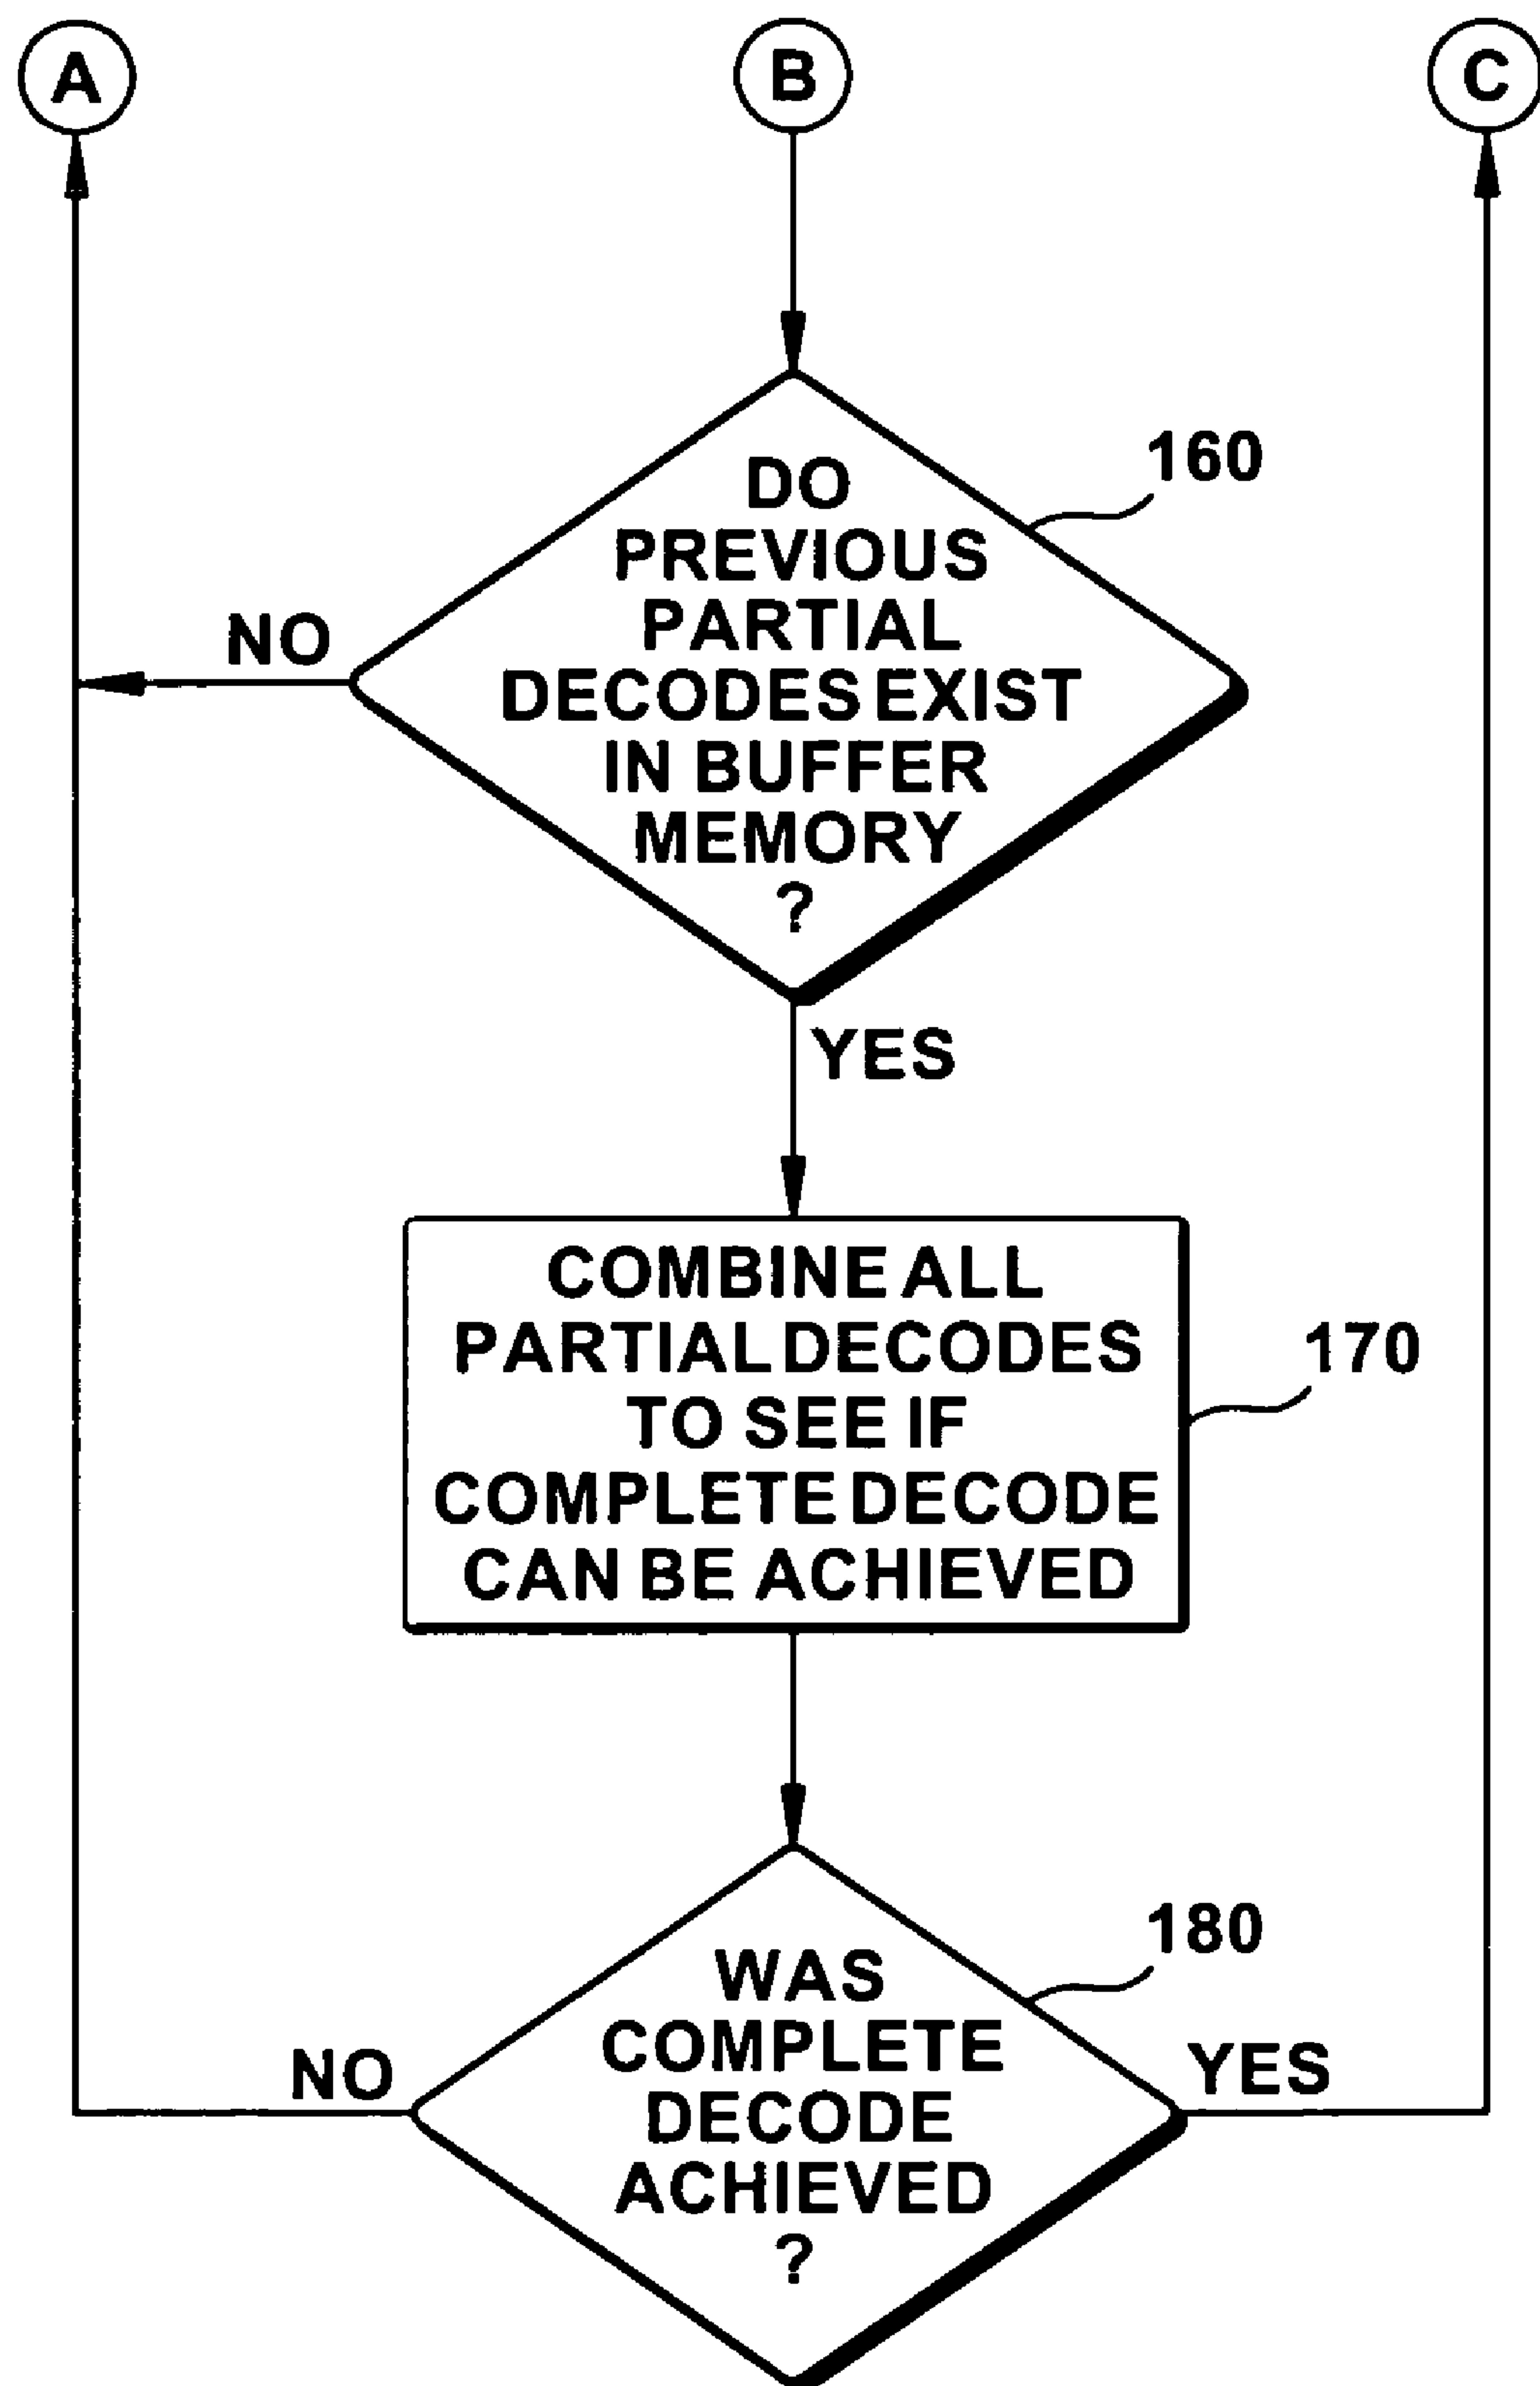 A
B
C
160
DO
PREVIOUS
PARTIAL
DECODES EXIST
IN BUFFER
MEMORY
?
NO
YES
COMBINE ALL
PARTIAL DECODES
TO SEE IF
COMPLETE DECODE
CAN BE ACHIEVED
170
180
WAS
COMPLETE
DECODE
ACHIEVED
?
NO
YES